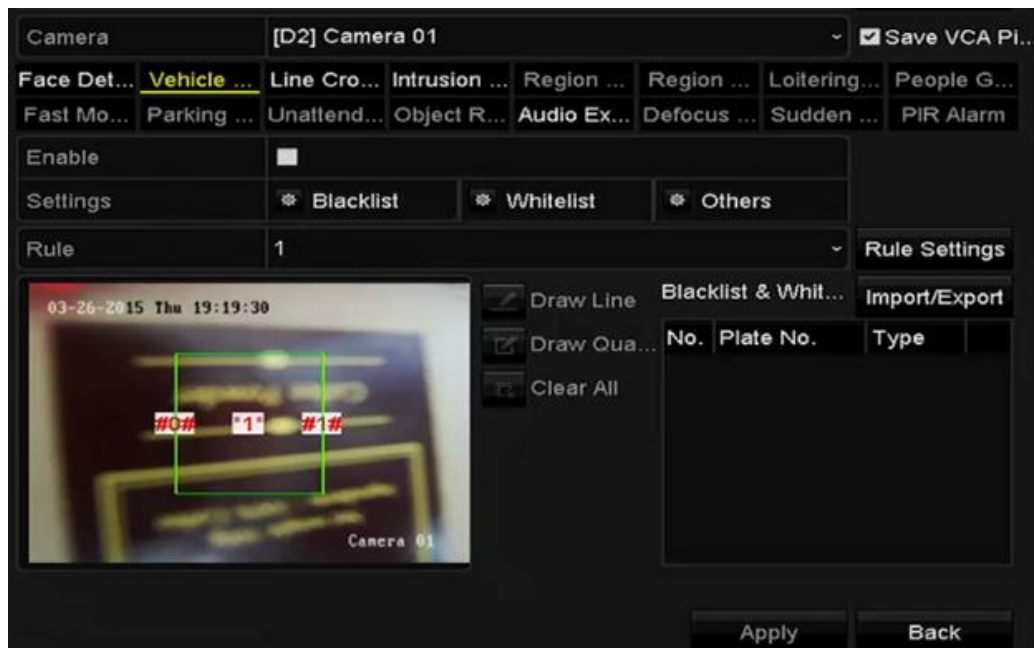 Camera [D2] Camera 01 Save VCA Pi...
Face Det... Vehicle ... Line Cro... Intrusion ... Region ... Region ... Loitering... People G...
Fast Mo... Parking ... Unattend... Object R... Audio Ex... Defocus ... Sudden ... PIR Alarm
Enable
Settings Blacklist Whitelist Others
Rule 1 Rule Settings
03-26-2015 Thu 19:19:30
Draw Line Blacklist & Whit... Import/Export
Draw Qua... No. Plate No. Type
Clear All
#0# *1* #1#
Camera 01
Apply Back